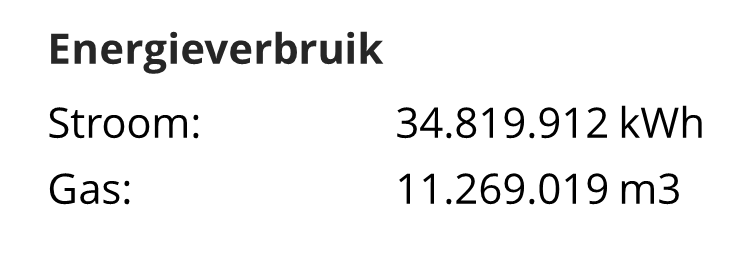 Energieverbruik
Stroom: 34.819.912 kWh
Gas: 11.269.019 m3